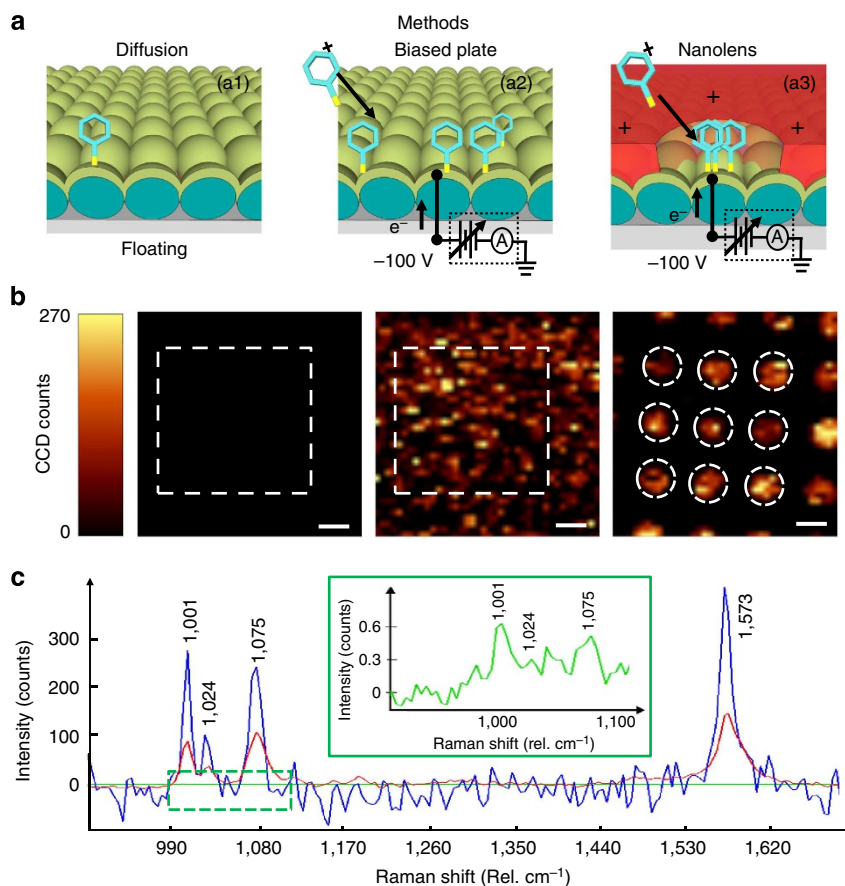 a
Methods
Diffusion
Biased plate
Nanolens
(a1)
(a2)
(a3)
+
+
+
Floating
e–
–100 V
A
e–
–100 V
A
b
270
CCD counts
0
c
Intensity (counts)
300
200
100
0
1,001
1,024
1,075
1,573
Intensity (counts)
0.6
0.3
0
1,001
1,024
1,075
1,000
1,100
Raman shift (rel. cm–1)
990
1,080
1,170
1,260
1,350
1,440
1,530
1,620
Raman shift (Rel. cm–1)